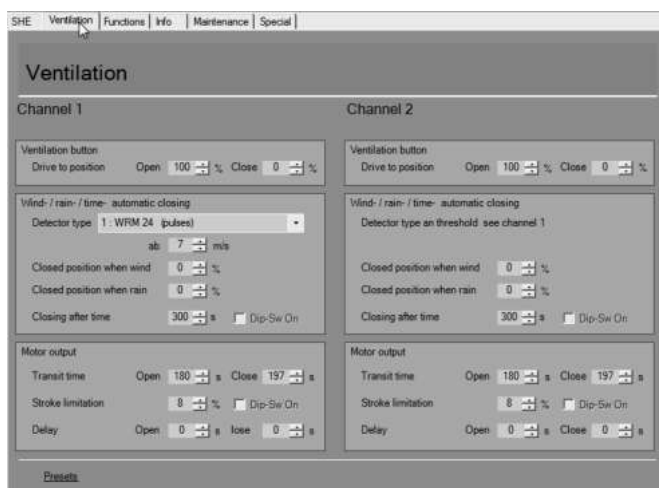 SHE Ventilation Functions Info Maintenance Special
Ventilation
Channel 1
Ventilation button
Drive to position Open 100 % Close 0 %
Wind- / rain- / time- automatic closing
Detector type 1 : WRM 24 (pulses)
ab 7 m/s
Closed position when wind 0 %
Closed position when rain 0 %
Closing after time 300 s Dip-Sw On
Motor output
Transit time Open 180 s Close 197 s
Stroke limitation 8 % Dip-Sw On
Delay Open 0 s lose 0 s
Channel 2
Ventilation button
Drive to position Open 100 % Close 0 %
Wind- / rain- / time- automatic closing
Detector type an threshold see channel 1
Closed position when wind 0 %
Closed position when rain 0 %
Closing after time 300 s Dip-Sw On
Motor output
Transit time Open 180 s Close 197 s
Stroke limitation 8 % Dip-Sw On
Delay Open 0 s Close 0 s
Presets